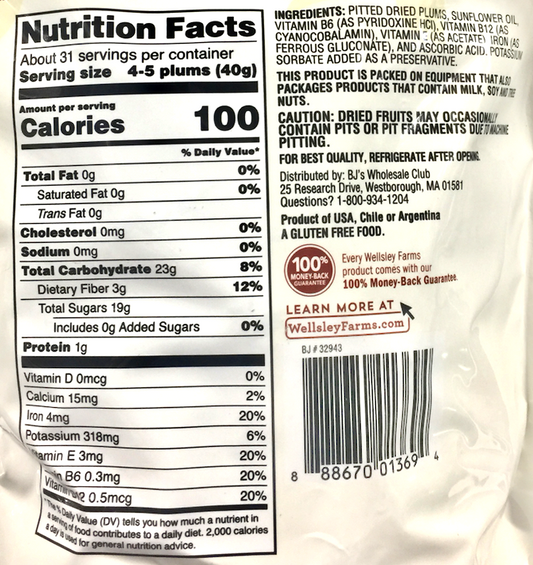 Nutrition Facts
About 31 servings per container
Serving size 4-5 plums (40g)
Amount per serving
Calories 100
% Daily Value*
Total Fat 0g 0%
Saturated Fat 0g 0%
Trans Fat 0g
Cholesterol 0mg 0%
Sodium 0mg 0%
Total Carbohydrate 23g 8%
Dietary Fiber 3g 12%
Total Sugars 19g
Includes 0g Added Sugars 0%
Protein 1g
Vitamin D 0mcg 0%
Calcium 15mg 2%
Iron 4mg 20%
Potassium 318mg 6%
amin E 3mg 20%
B6 0.3mg 20%
0.5mcg 20%
*The % Daily Value (DV) tells you how much a nutrient in
a serving of food contributes to a daily diet. 2,000 calories
a day is used for general nutrition advice.
INGREDIENTS: PITTED DRIED PLUMS, SUNFLOWER OIL,
VITAMIN B6 (AS PYRIDOXINE HCl), VITAMIN B12 (AS
CYANOCOBALAMIN), VITAMIN (AS ACETATE) IRON (AS
FERROUS GLUCONATE), AND ASCORBIC ACID. POTASSIUM
SORBATE ADDED AS A PRESERVATIVE.
THIS PRODUCT IS PACKED ON EQUIPMENT THAT ALSO
PACKAGES PRODUCTS THAT CONTAIN MILK, SOY AND TREE
NUTS.
CAUTION: DRIED FRUITS MAY OCCASIONALLY
CONTAIN PITS OR PIT FRAGMENTS DUE TO MACHINE
PITTING.
FOR BEST QUALITY, REFRIGERATE AFTER OPENING.
Distributed by: BJ's Wholesale Club
25 Research Drive, Westborough, MA 01581
Questions? 1-800-934-1204
Product of USA, Chile or Argentina
A GLUTEN FREE FOOD.
100%
MONEY-BACK
GUARANTEE
Every Wellsley Farms
product comes with our
100% Money-Back Guarantee.
LEARN MORE AT
WellsleyFarms.com
BJ # 32943
8 88670 01369 4